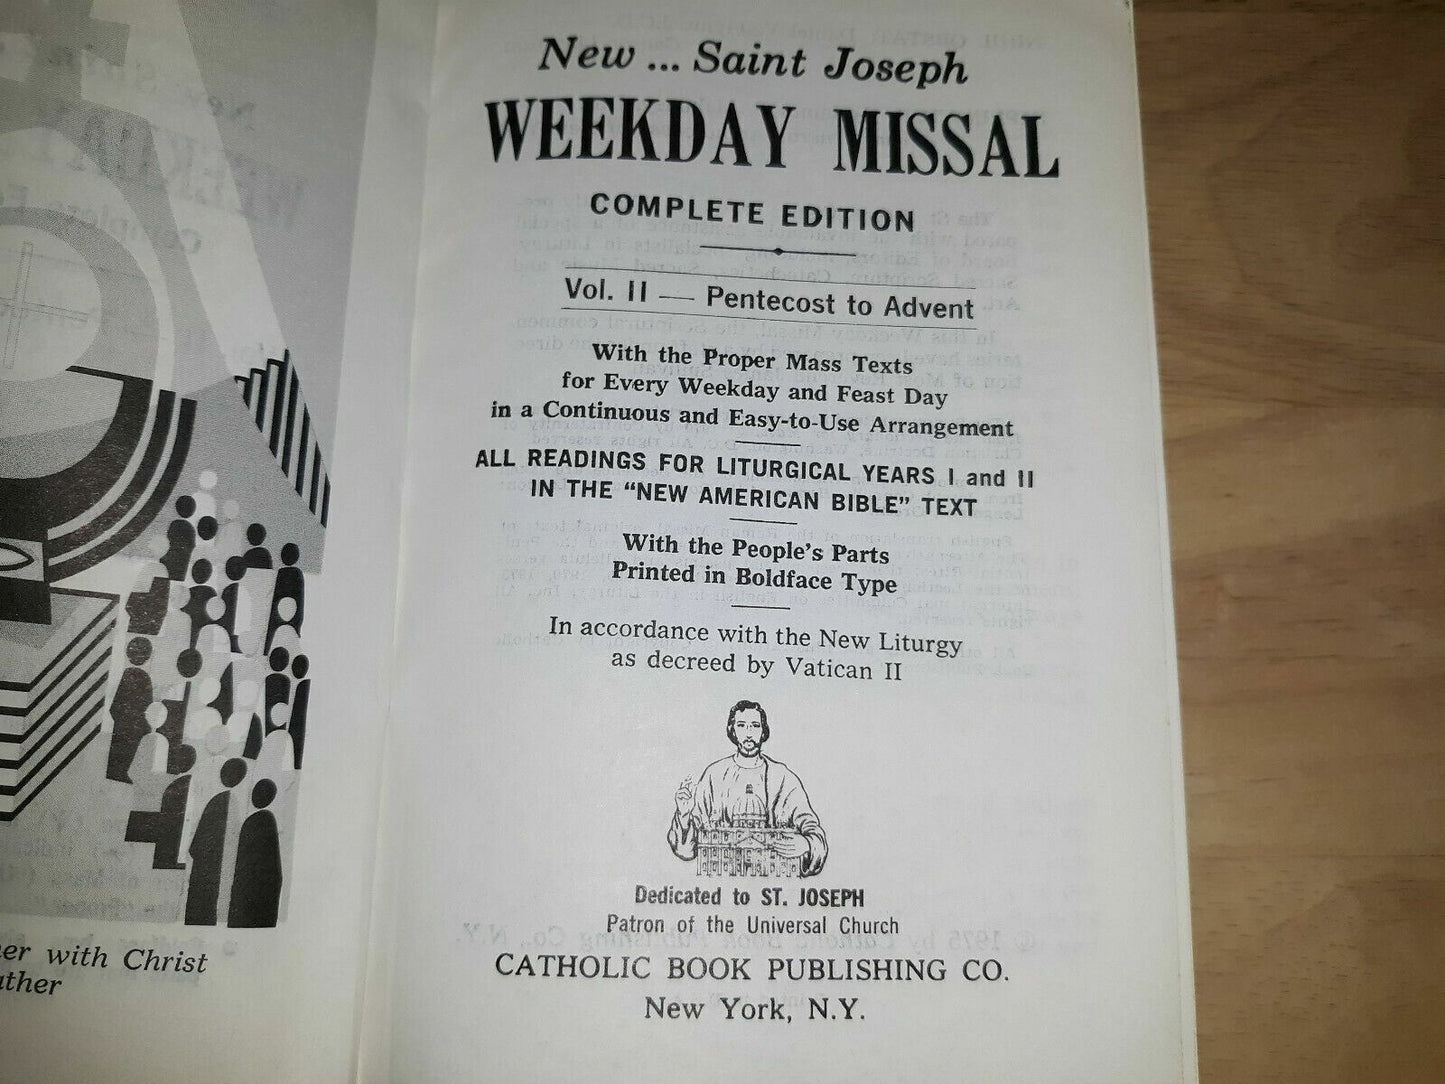 New ... Saint Joseph
WEEKDAY MISSAL
COMPLETE EDITION
Vol. II — Pentecost to Advent
With the Proper Mass Texts
for Every Weekday and Feast Day
in a Continuous and Easy-to-Use Arrangement
ALL READINGS FOR LITURGICAL YEARS I and II
IN THE "NEW AMERICAN BIBLE" TEXT
With the People's Parts
Printed in Boldface Type
In accordance with the New Liturgy
as decreed by Vatican II
Dedicated to ST. JOSEPH
Patron of the Universal Church
CATHOLIC BOOK PUBLISHING CO.
New York, N.Y.
with Christ